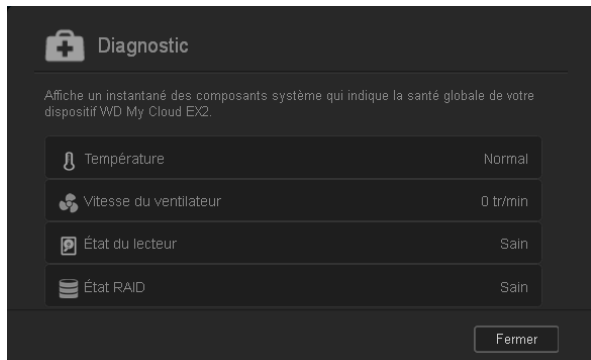 Diagnostic
Affiche un instantané des composants système qui indique la santé globale de votre
dispositif WD My Cloud EX2.
Température Normal
Vitesse du ventilateur 0 tr/min
État du lecteur Sain
État RAID Sain
Fermer